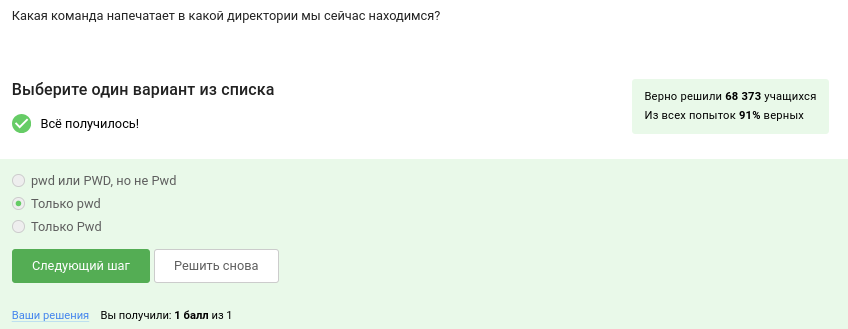 Какая команда напечатает в какой директории мы сейчас находимся?
Выберите один вариант из списка
Всё получилось!
Верно решили 68 373 учащихся
Из всех попыток 91% верных
pwd или PWD, но не Pwd
Только pwd
Только Pwd
Следующий шаг
Решить снова
Ваши решения Вы получили: 1 балл из 1